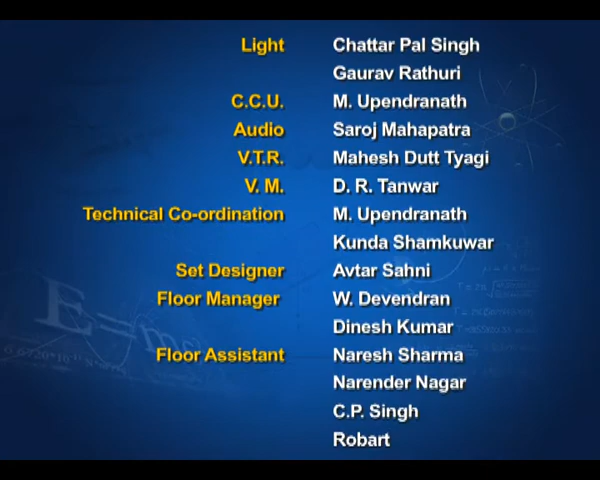 Light Chattar Pal Singh
Gaurav Rathuri
C.C.U. M. Upendranath
Audio Saroj Mahapatra
V.T.R. Mahesh Dutt Tyagi
V. M. D. R. Tanwar
Technical Co-ordination M. Upendranath
Kunda Shamkuwar
Set Designer Avtar Sahni
Floor Manager W. Devendran
Dinesh Kumar
Floor Assistant Naresh Sharma
Narender Nagar
C.P. Singh
Robart
E=mc